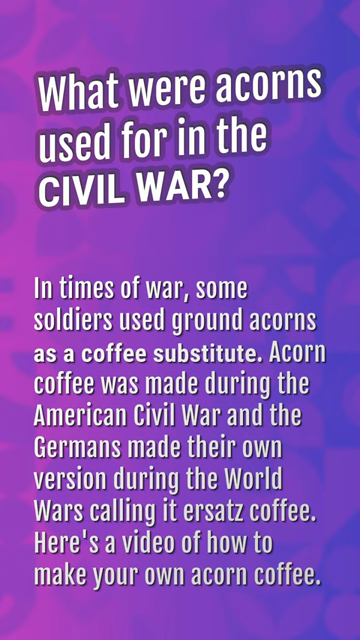 What were acorns
used for in the
CIVIL WAR?
In times of war, some
soldiers used ground acorns
as a coffee substitute. Acorn
coffee was made during the
American Civil War and the
Germans made their own
version during the World
Wars calling it ersatz coffee.
Here's a video of how to
make your own acorn coffee.